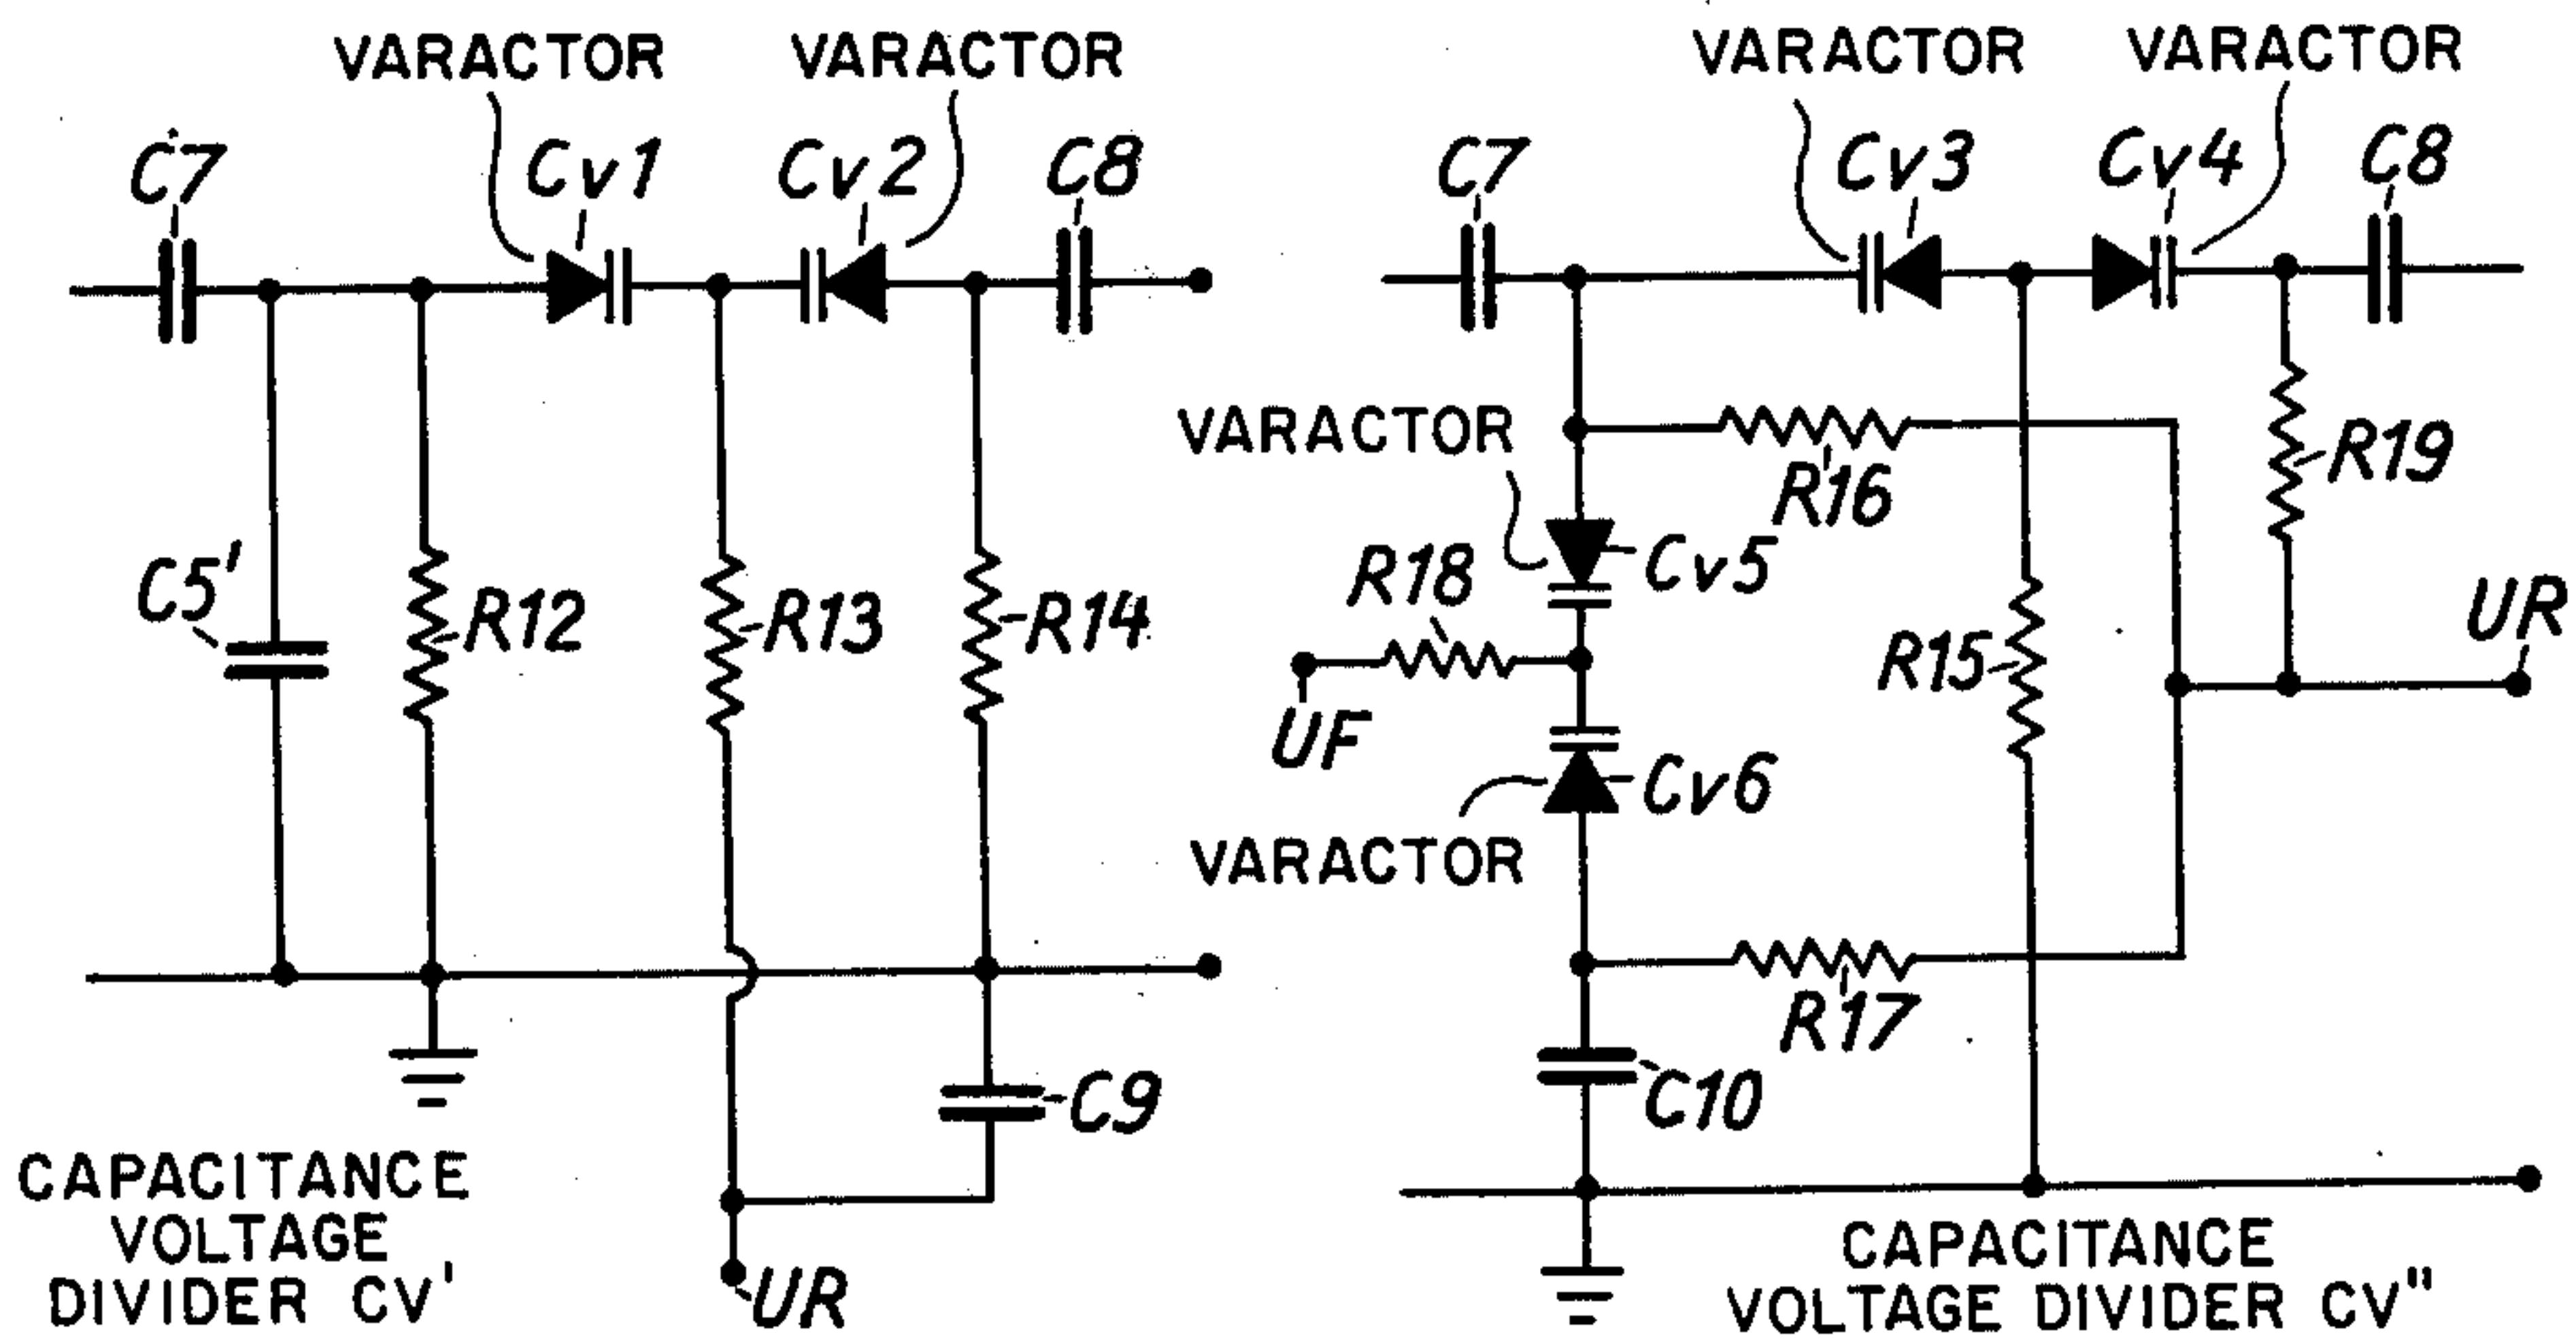 VARACTOR VARACTOR
C7 Cv1 Cv2 C8
C5' R12 R13 R14
C9
UR
CAPACITANCE
VOLTAGE
DIVIDER CV'
VARACTOR VARACTOR
C7 Cv3 Cv4 C8
VARACTOR
R16
R19
R18 Cv5
UF
R15
UR
Cv6
VARACTOR
R17
C10
CAPACITANCE
VOLTAGE DIVIDER CV"